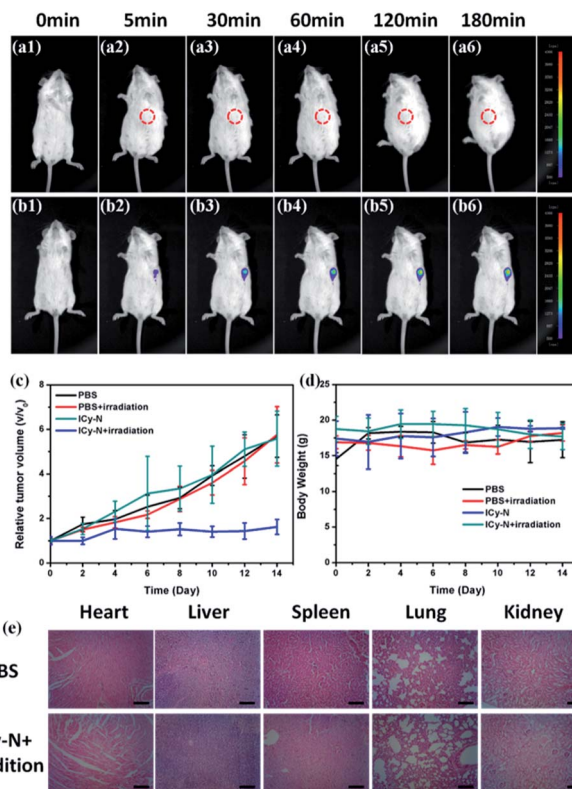 0min 5min 30min 60min 120min 180min
(a1) (a2) (a3) (a4) (a5) (a6)
(b1) (b2) (b3) (b4) (b5) (b6)
(c)
PBS
PBS+irradiation
ICy-N
ICy-N+irradiation
Relative tumor volume (v/v0)
8
6
4
2
0
0 2 4 6 8 10 12 14
Time (Day)
(d)
Body Weight (g)
25
20
15
10
5
0
PBS
PBS+irradiation
ICy-N
ICy-N+irradiation
0 2 4 6 8 10 12 14
Time (Day)
(e)
Heart Liver Spleen Lung Kidney
BS
y-N+
dition